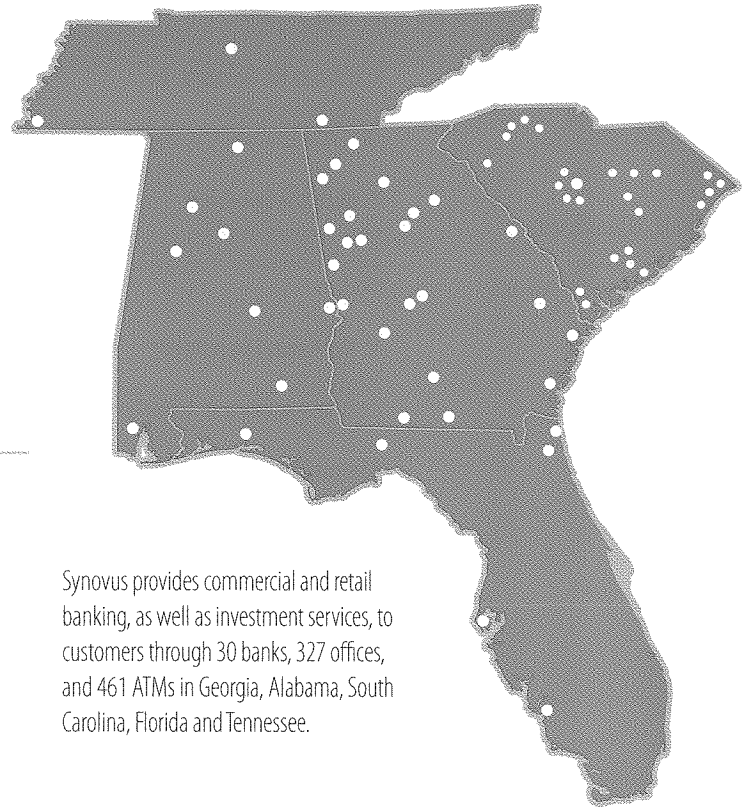 Synovus provides commercial and retail
banking, as well as investment services, to
customers through 30 banks, 327 offices,
and 461 ATMs in Georgia, Alabama, South
Carolina, Florida and Tennessee.